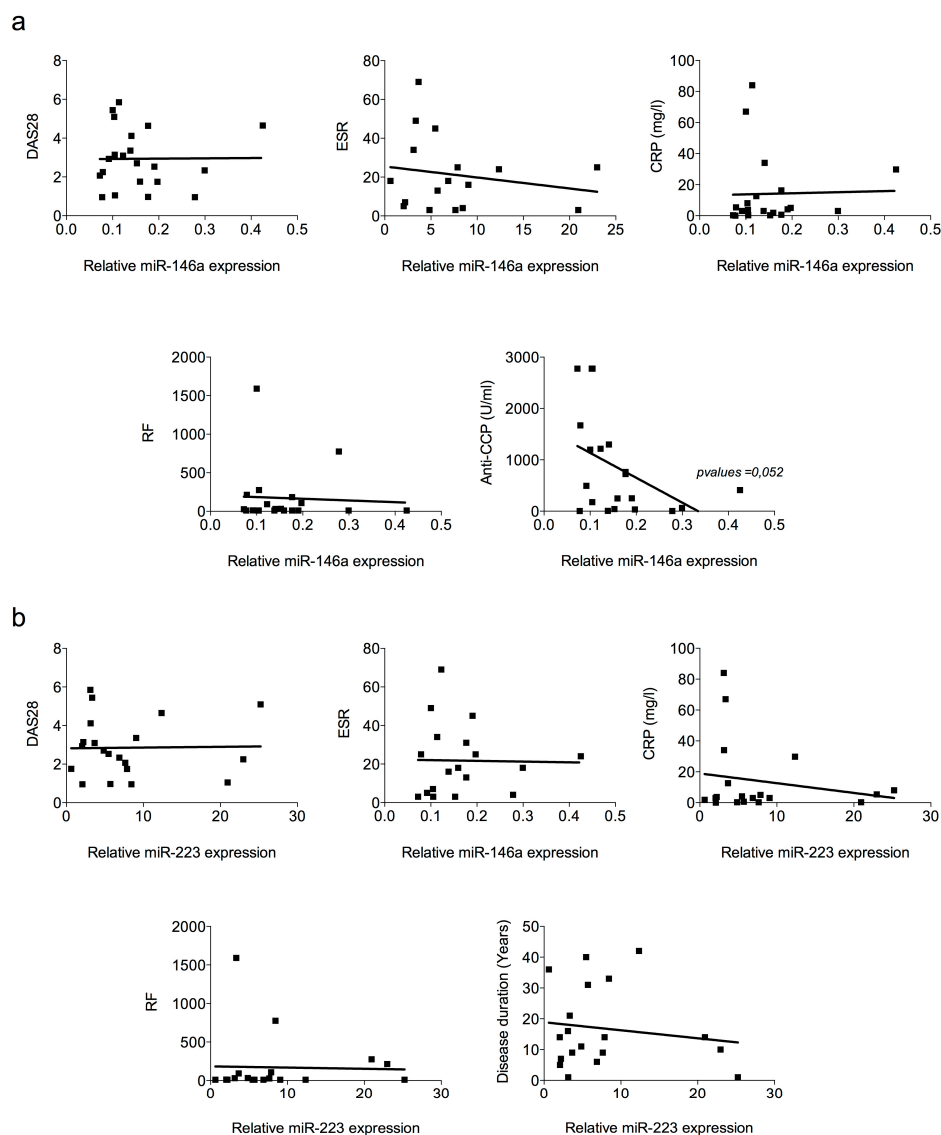 a
DAS28
8
6
4
2
0
0.0 0.1 0.2 0.3 0.4 0.5
Relative miR-146a expression
ESR
80
60
40
20
0
0 5 10 15 20 25
Relative miR-146a expression
CRP (mg/l)
100
80
60
40
20
0
0.0 0.1 0.2 0.3 0.4 0.5
Relative miR-146a expression
RF
2000
1500
1000
500
0
0.0 0.1 0.2 0.3 0.4 0.5
Relative miR-146a expression
Anti-CCP (U/ml)
3000
2000
1000
0
pvalues =0,052
0.0 0.1 0.2 0.3 0.4 0.5
Relative miR-146a expression
b
DAS28
8
6
4
2
0
0 10 20 30
Relative miR-223 expression
ESR
80
60
40
20
0
0.0 0.1 0.2 0.3 0.4 0.5
Relative miR-146a expression
CRP (mg/l)
100
80
60
40
20
0
0 10 20 30
Relative miR-223 expression
RF
2000
1500
1000
500
0
0 10 20 30
Relative miR-223 expression
Disease duration (Years)
50
40
30
20
10
0
0 10 20 30
Relative miR-223 expression